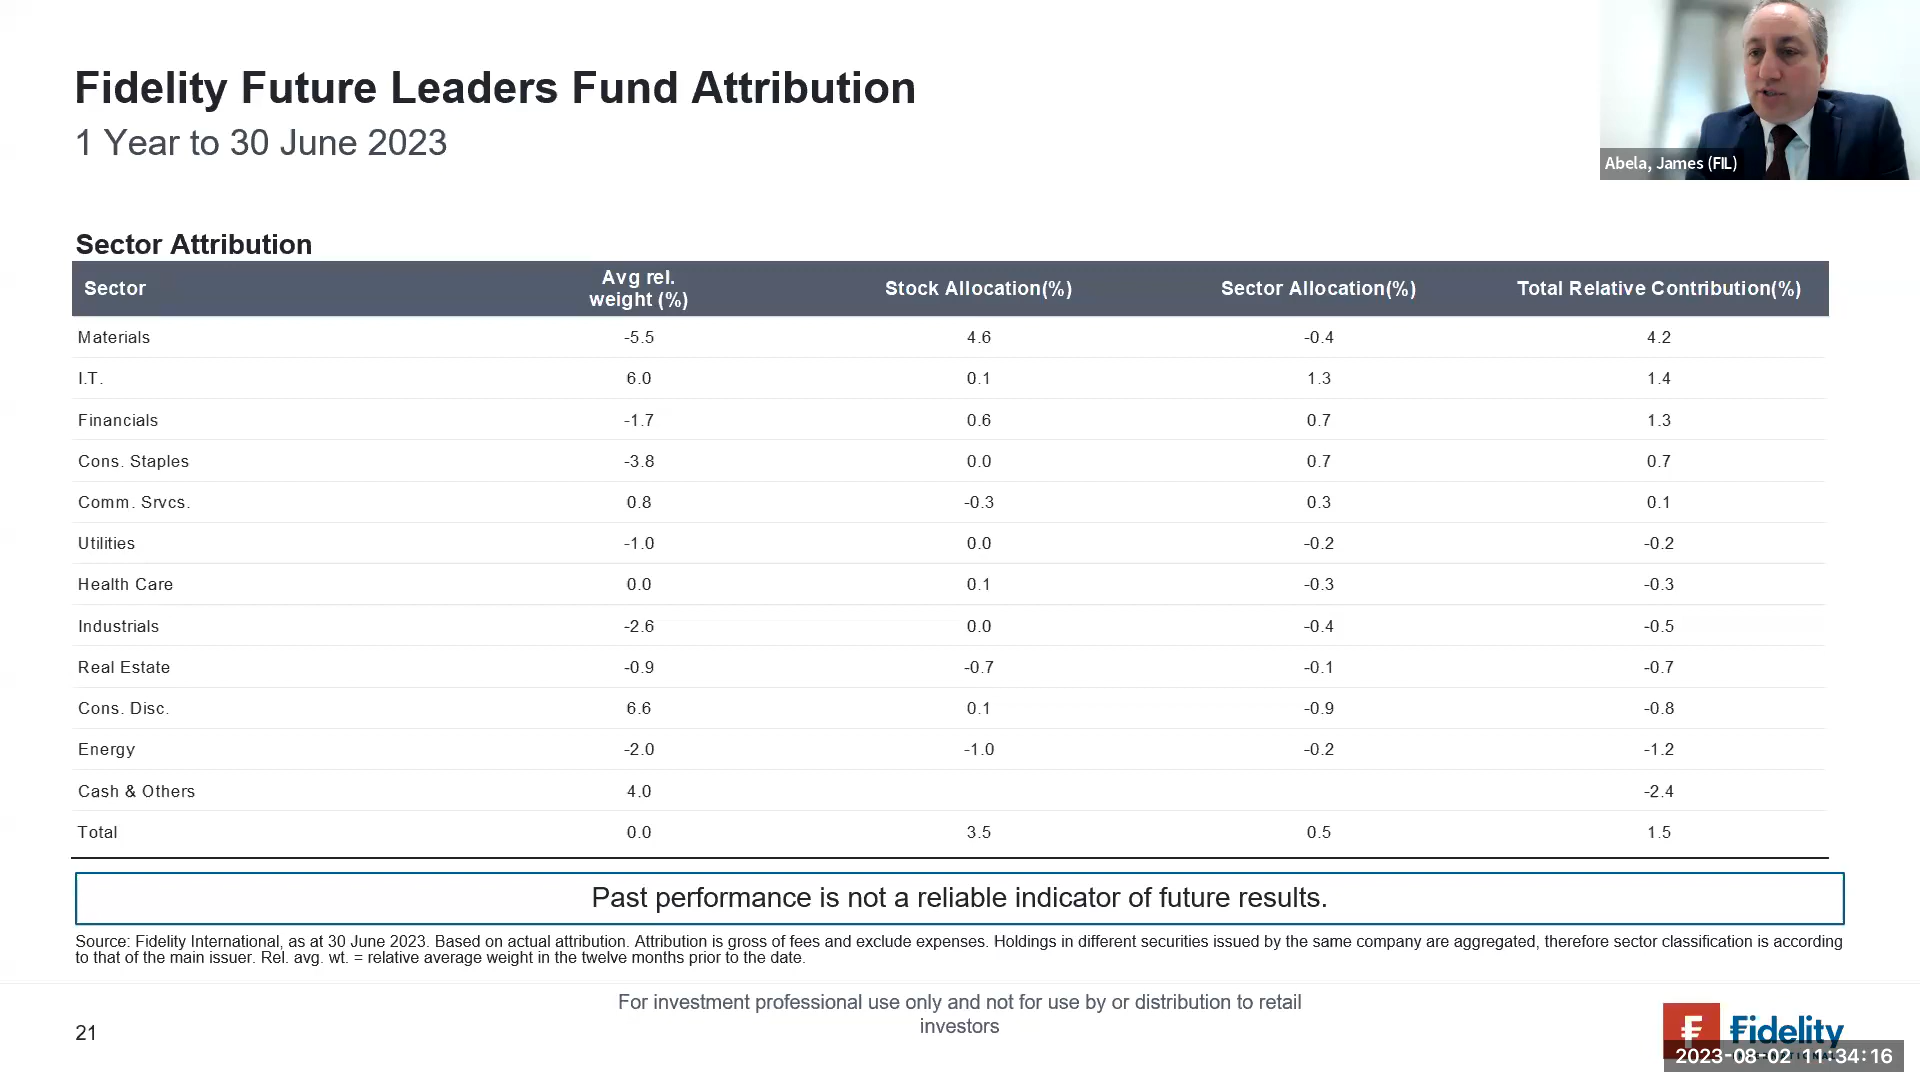 Fidelity Future Leaders Fund Attribution
1 Year to 30 June 2023
Abela, James (FIL)
Sector Attribution
Sector Avg rel. weight (%) Stock Allocation(%) Sector Allocation(%) Total Relative Contribution(%)
Materials -5.5 4.6 -0.4 4.2
I.T. 6.0 0.1 1.3 1.4
Financials -1.7 0.6 0.7 1.3
Cons. Staples -3.8 0.0 0.7 0.7
Comm. Srvcs. 0.8 -0.3 0.3 0.1
Utilities -1.0 0.0 -0.2 -0.2
Health Care 0.0 0.1 -0.3 -0.3
Industrials -2.6 0.0 -0.4 -0.5
Real Estate -0.9 -0.7 -0.1 -0.7
Cons. Disc. 6.6 0.1 -0.9 -0.8
Energy -2.0 -1.0 -0.2 -1.2
Cash & Others 4.0 -2.4
Total 0.0 3.5 0.5 1.5
Past performance is not a reliable indicator of future results.
Source: Fidelity International, as at 30 June 2023. Based on actual attribution. Attribution is gross of fees and exclude expenses. Holdings in different securities issued by the same company are aggregated, therefore sector classification is according
to that of the main issuer. Rel. avg. wt. = relative average weight in the twelve months prior to the date.
For investment professional use only and not for use by or distribution to retail
investors
21
Fidelity
2023-08-02 11:34:16